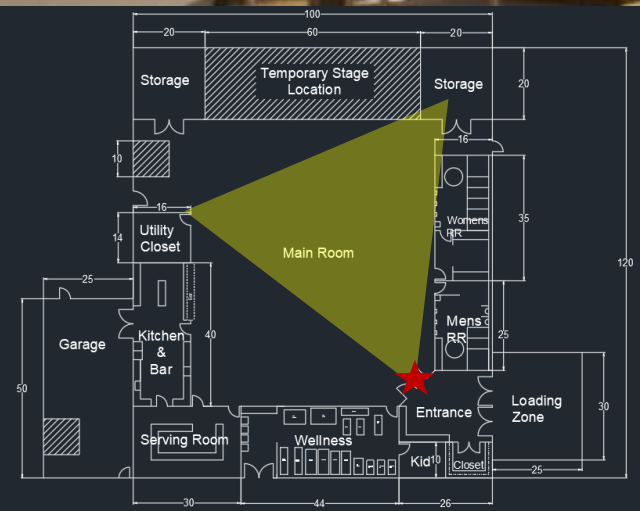 100
20
60
20
Storage
Temporary Stage
Location
Storage
20
16
10
16
Womens
RR
35
14
Utility
Closet
Main Room
120
25
Kitchen
&
Bar
40
Mens
RR
25
Garage
50
Entrance
Loading
Zone
30
Serving Room
Wellness
Kid
10
Closet
25
30
44
26